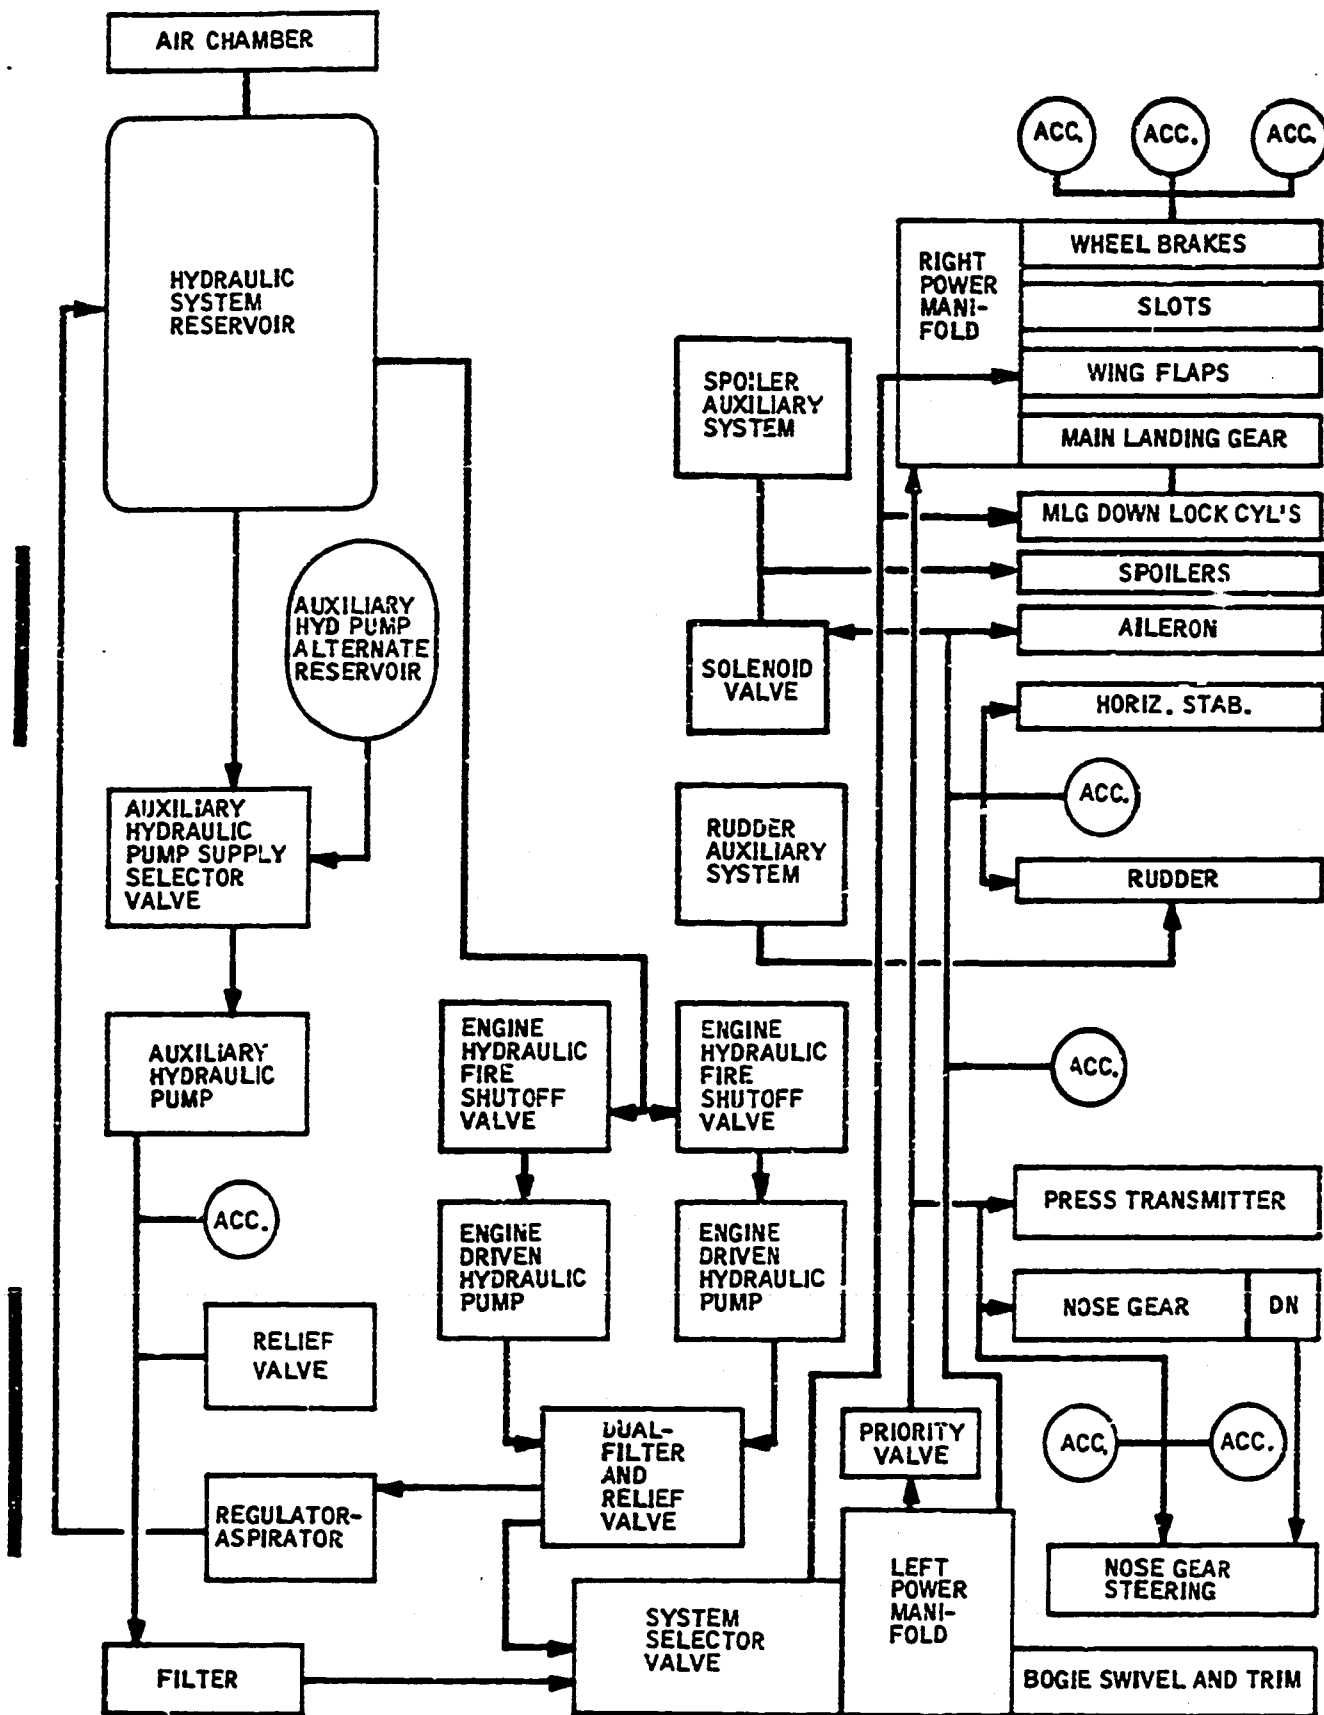 AIR CHAMBER
HYDRAULIC
SYSTEM
RESERVOIR
AUXILIARY
HYD PUMP
ALTERNATE
RESERVOIR
AUXILIARY
HYDRAULIC
PUMP SUPPLY
SELECTOR
VALVE
AUXILIARY
HYDRAULIC
PUMP
ACC.
RELIEF
VALVE
REGULATOR-
ASPIRATOR
FILTER
ENGINE
HYDRAULIC
FIRE
SHUTOFF
VALVE
ENGINE
HYDRAULIC
FIRE
SHUTOFF
VALVE
ENGINE
DRIVEN
HYDRAULIC
PUMP
ENGINE
DRIVEN
HYDRAULIC
PUMP
DUAL-
FILTER
AND
RELIEF
VALVE
SYSTEM
SELECTOR
VALVE
LEFT
POWER
MANI-
FOLD
PRIORITY
VALVE
SPOILER
AUXILIARY
SYSTEM
SOLENOID
VALVE
RUDDER
AUXILIARY
SYSTEM
ACC.
ACC.
ACC.
RIGHT
POWER
MANI-
FOLD
WHEEL BRAKES
SLOTS
WING FLAPS
MAIN LANDING GEAR
MLG DOWN LOCK CYL'S
SPOILERS
AILERON
HORIZ. STAB.
ACC.
RUDDER
ACC.
PRESS TRANSMITTER
NOSE GEAR
DN
ACC.
ACC.
NOSE GEAR
STEERING
BOGIE SWIVEL AND TRIM